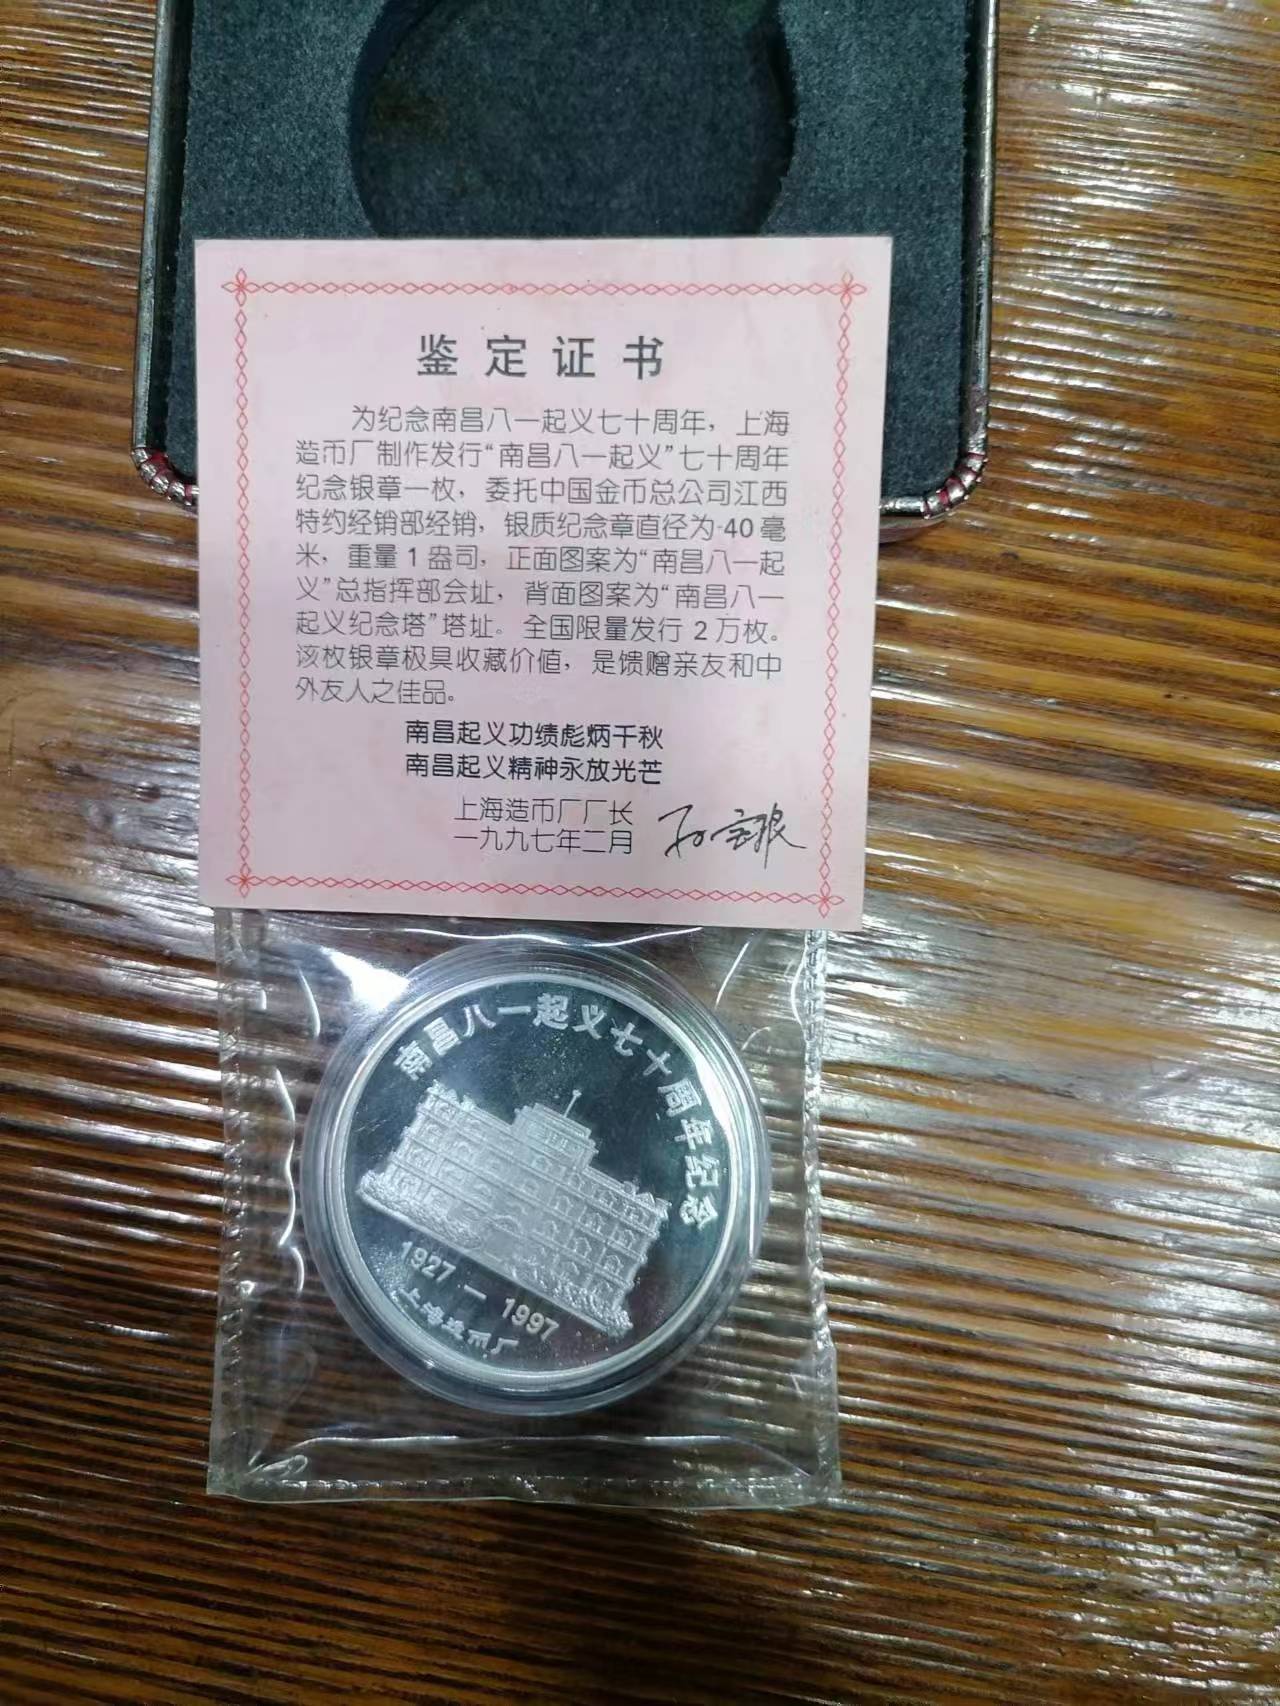 鉴定证书
为纪念南昌八一起义七十周年，上海
造币厂制作发行“南昌八一起义”七十周年
纪念银章一枚，委托中国金币总公司江西
特约经销部经销，银质纪念章直径为40毫
米，重量1盎司，正面图案为“南昌八一起
义”总指挥部会址，背面图案为“南昌八一
起义纪念塔”塔址。全国限量发行2万枚。
该枚银章极具收藏价值，是馈赠亲友和中
外友人之佳品。
南昌起义功绩彪炳千秋
南昌起义精神永放光芒
上海造币厂厂长
一九九七年二月
南昌八一起义七十周年纪念
1927—1997
上海造币厂